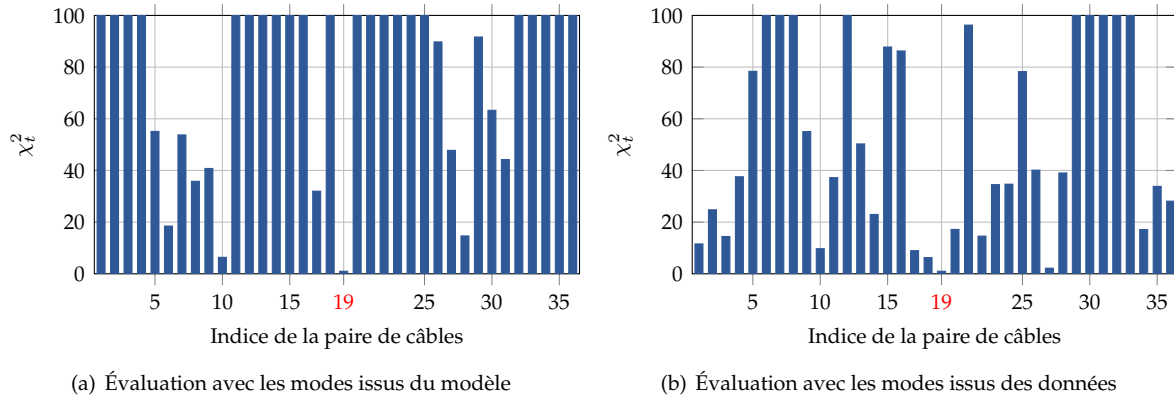 100
80
60
40
20
0
χ²ₜ
5 10 15 19 25 30 35
Indice de la paire de câbles
(a) Évaluation avec les modes issus du modèle
100
80
60
40
20
0
χ²ₜ
5 10 15 19 25 30 35
Indice de la paire de câbles
(b) Évaluation avec les modes issus des données